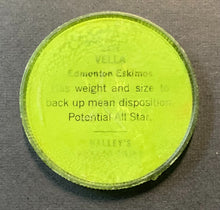 VELLA
Edmonton Eskimos
Has weight and size to
back up mean disposition.
Potential All Star.
NALLEY'S